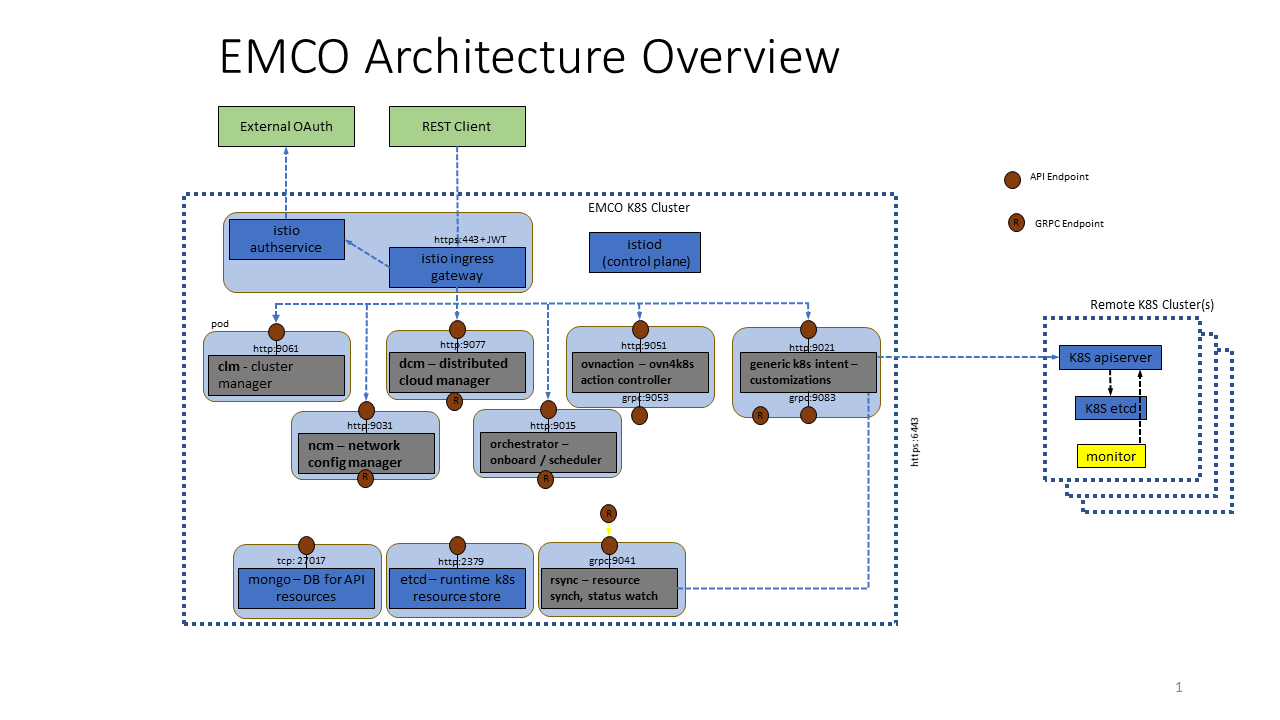 EMCO Architecture Overview
External OAuth
REST Client
API Endpoint
EMCO K8S Cluster
R
GRPC Endpoint
istio
authservice
https:443+JWT
istio ingress
gateway
istiod
(control plane)
Remote K8S Cluster(s)
pod
http:9061
clm - cluster
manager
http:9077
dcm – distributed
cloud manager
R
http:9051
ovnaction – ovn4k8s
action controller
grpc:9053
http:9021
generic k8s intent –
customizations
grpc:9083
R
K8S apiserver
K8S etcd
monitor
http:9031
ncm – network
config manager
R
http:9015
orchestrator –
onboard / scheduler
R
https:6443
R
tcp: 27017
mongo – DB for API
resources
http:2379
etcd – runtime k8s
resource store
grpc:9041
rsync – resource
synch, status watch
1